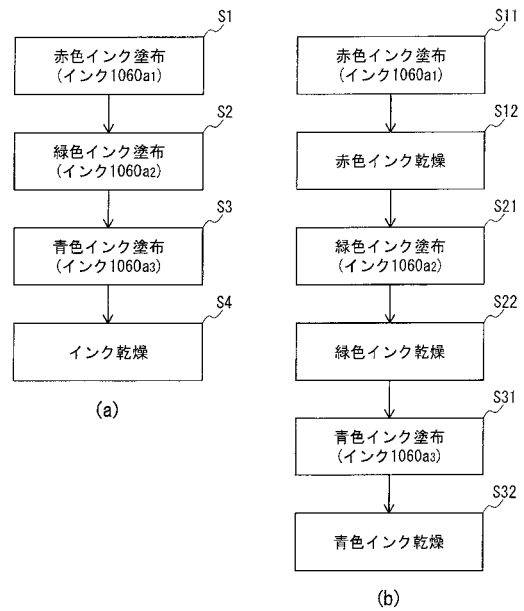 S1
赤色インク塗布
(インク1060a1)
S2
緑色インク塗布
(インク1060a2)
S3
青色インク塗布
(インク1060a3)
S4
インク乾燥
(a)
S11
赤色インク塗布
(インク1060a1)
S12
赤色インク乾燥
S21
緑色インク塗布
(インク1060a2)
S22
緑色インク乾燥
S31
青色インク塗布
(インク1060a3)
S32
青色インク乾燥
(b)